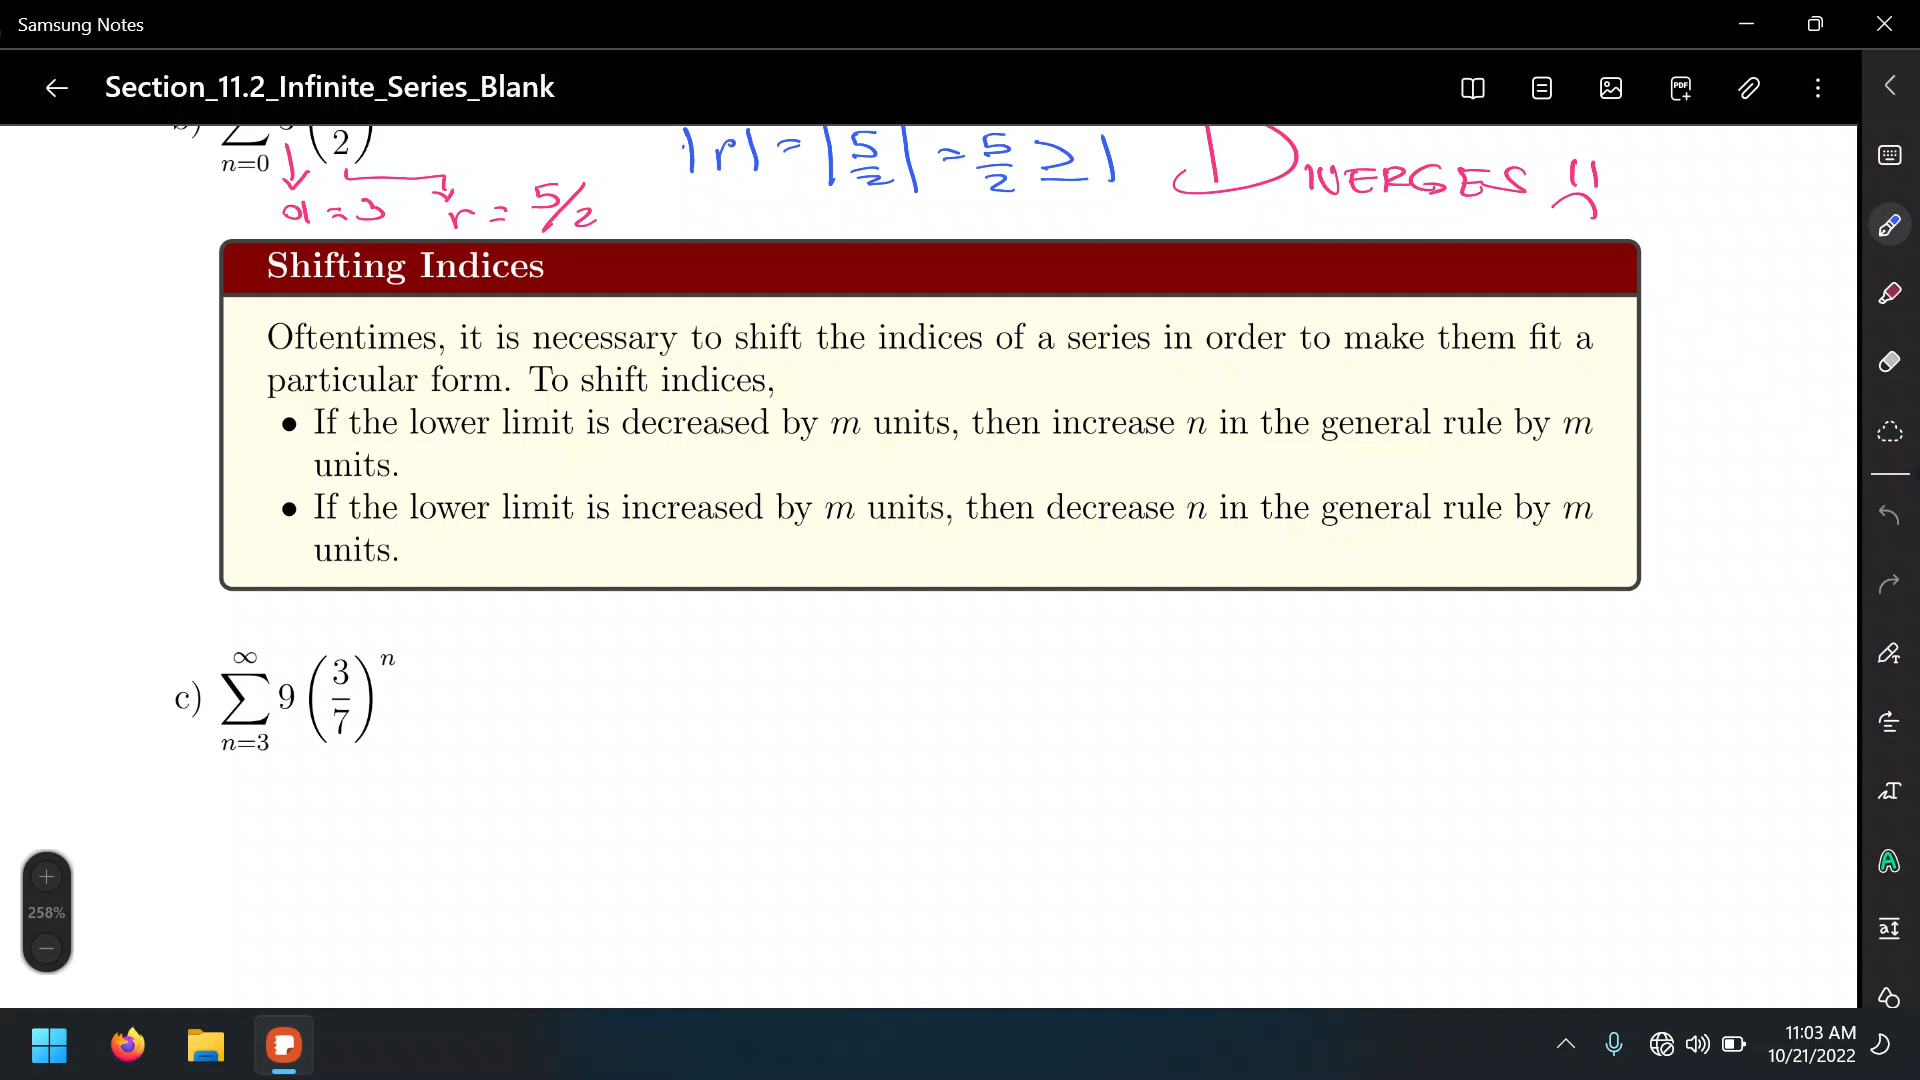 Samsung Notes
Section_11.2_Infinite_Series_Blank
n=0 2
|r| = |5/2| = 5/2 ≥ 1 DIVERGES
a = 3 r = 5/2
Shifting Indices
Oftentimes, it is necessary to shift the indices of a series in order to make them fit a
particular form. To shift indices,
• If the lower limit is decreased by m units, then increase n in the general rule by m
units.
• If the lower limit is increased by m units, then decrease n in the general rule by m
units.
c) ∑_{n=3}^{∞} 9 (3/7)^n
258%
11:03 AM
10/21/2022